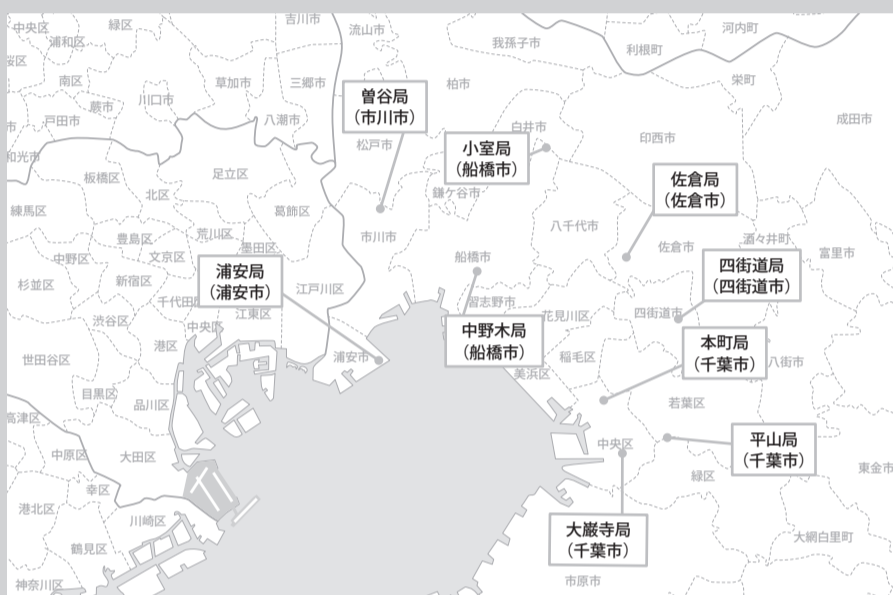 中央区
緑区
吉川市
流山市
河内町
浦和区
我孫子市
利根町
桜区
南区
草加市
三郷市
柏市
栄町
蕨市
川口市
曽谷局
（市川市）
成田市
市
戸田市
八潮市
白井市
印西市
和光市
松戸市
小室局
（船橋市）
板橋区
足立区
北区
鎌ケ谷市
佐倉局
（佐倉市）
練馬区
葛飾区
豊島区
荒川区
市川市
八千代市
中野区
文京区
墨田区
船橋市
佐倉市
酒々井町
富里市
杉並区
新宿区
浦安局
（浦安市）
江戸川区
四街道局
（四街道市）
千代田区
習志野市
花見川区
四街道市
渋谷区
中央区
江東区
中野木局
（船橋市）
本町局
（千葉市）
世田谷区
港区
浦安市
稲毛区
八街市
美浜区
目黒区
品川区
若葉区
高津区
中央区
平山局
（千葉市）
中原区
大田区
緑区
東金市
幸区
港北区
川崎区
大巌寺局
（千葉市）
大網白里町
鶴見区
神奈川区
市原市